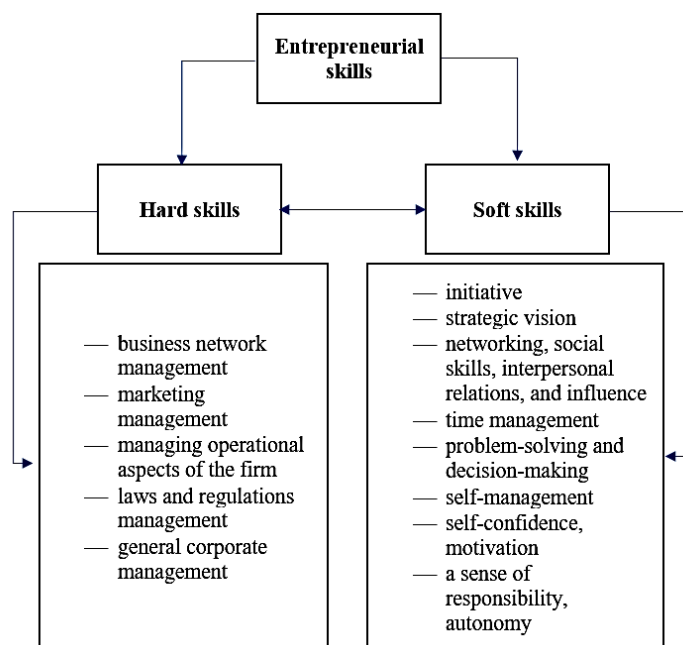 Entrepreneurial
skills
Hard skills
Soft skills
— business network
management
— marketing
management
— managing operational
aspects of the firm
— laws and regulations
management
— general corporate
management
— initiative
— strategic vision
— networking, social
skills, interpersonal
relations, and influence
— time management
— problem-solving and
decision-making
— self-management
— self-confidence,
motivation
— a sense of
responsibility,
autonomy